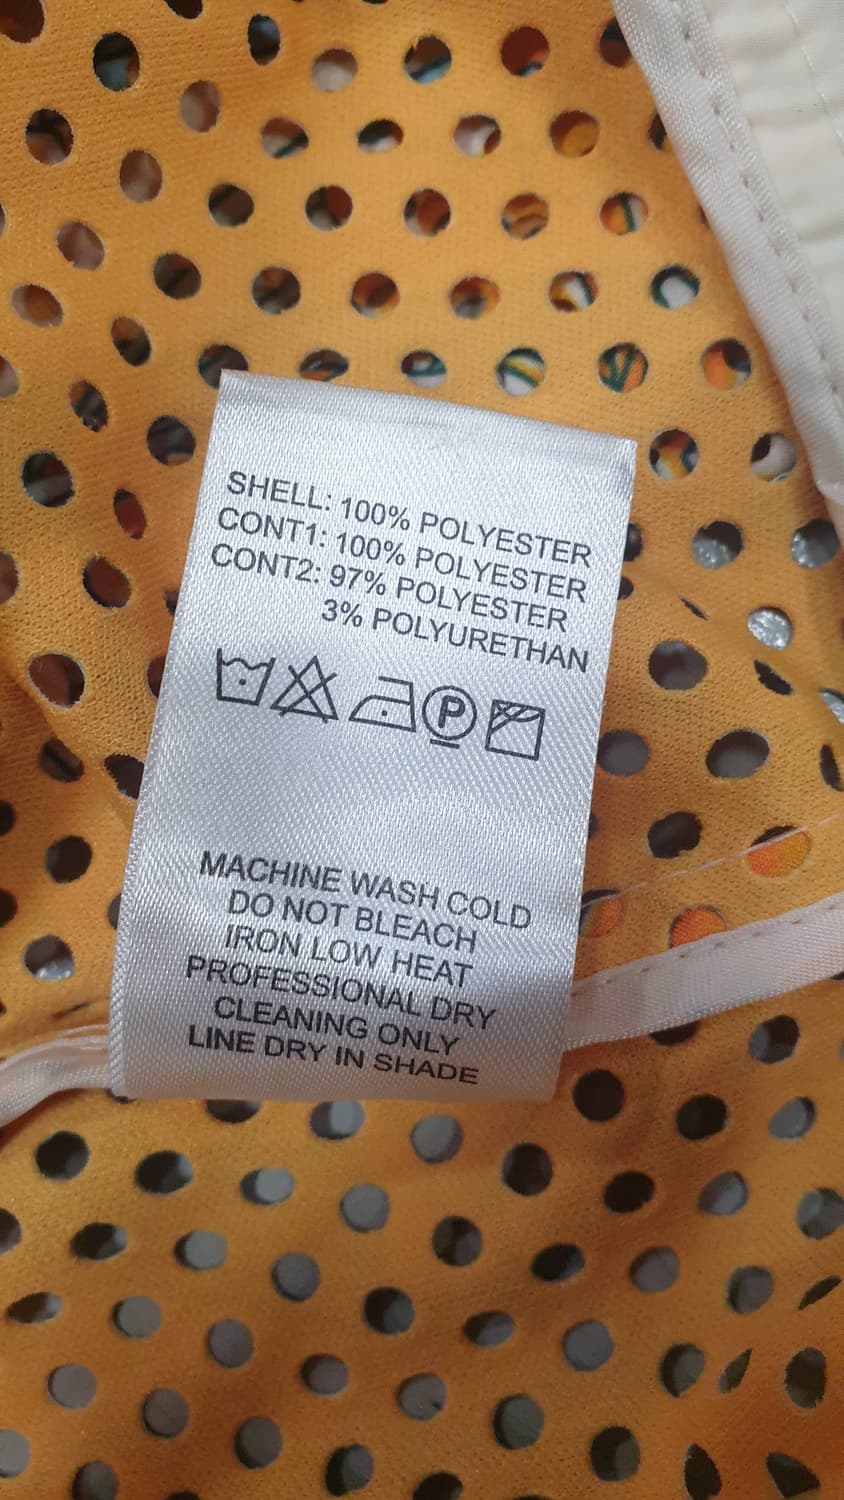 SHELL: 100% POLYESTER
CONT1: 100% POLYESTER
CONT2: 97% POLYESTER
3% POLYURETHAN
P
MACHINE WASH COLD
DO NOT BLEACH
IRON LOW HEAT
PROFESSIONAL DRY
CLEANING ONLY
LINE DRY IN SHADE